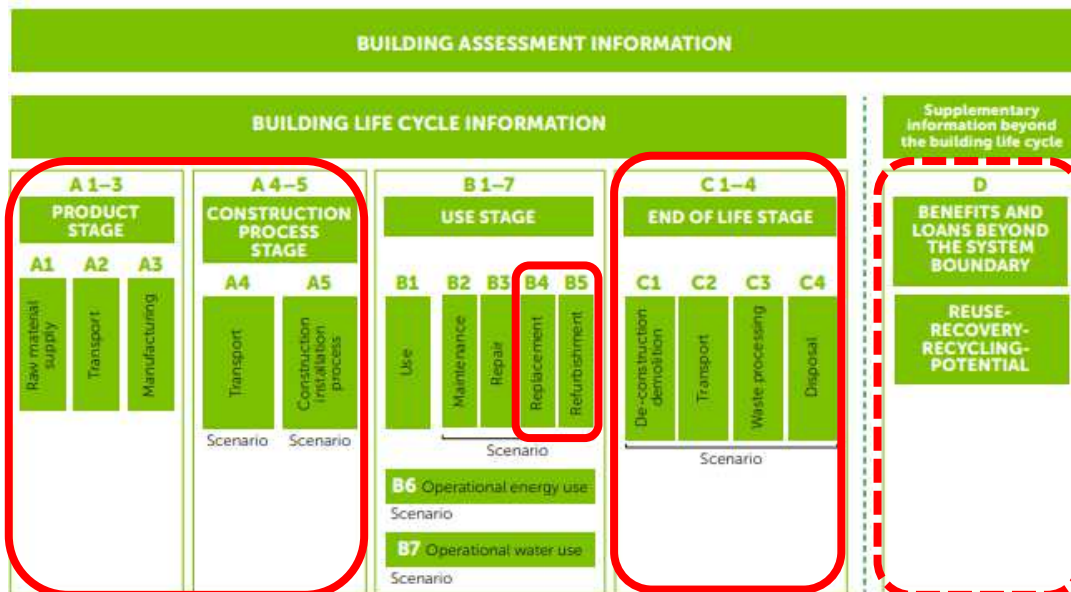 BUILDING ASSESSMENT INFORMATION
BUILDING LIFE CYCLE INFORMATION
Supplementary
information beyond
the building life cycle
A 1–3
PRODUCT
STAGE
A1 A2 A3
Raw material
supply
Transport
Manufacturing
A 4–5
CONSTRUCTION
PROCESS
STAGE
A4 A5
Transport
Construction
installation
process
Scenario Scenario
B 1–7
USE STAGE
B1 B2 B3 B4 B5
Use
Maintenance
Repair
Replacement
Refurbishment
Scenario
B6 Operational energy use
Scenario
B7 Operational water use
Scenario
C 1–4
END OF LIFE STAGE
C1 C2 C3 C4
De-construction
demolition
Transport
Waste processing
Disposal
Scenario
D
BENEFITS AND
LOANS BEYOND
THE SYSTEM
BOUNDARY
REUSE-
RECOVERY-
RECYCLING-
POTENTIAL